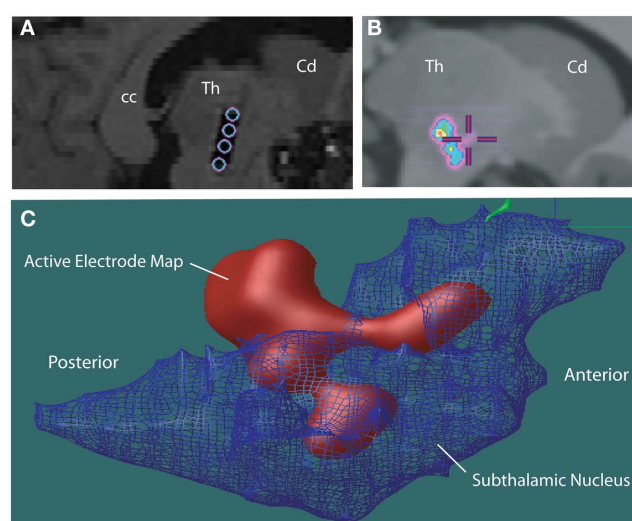 A
B
Cd
Th
cc
Th
Cd
C
Active Electrode Map
Posterior
Anterior
Subthalamic Nucleus